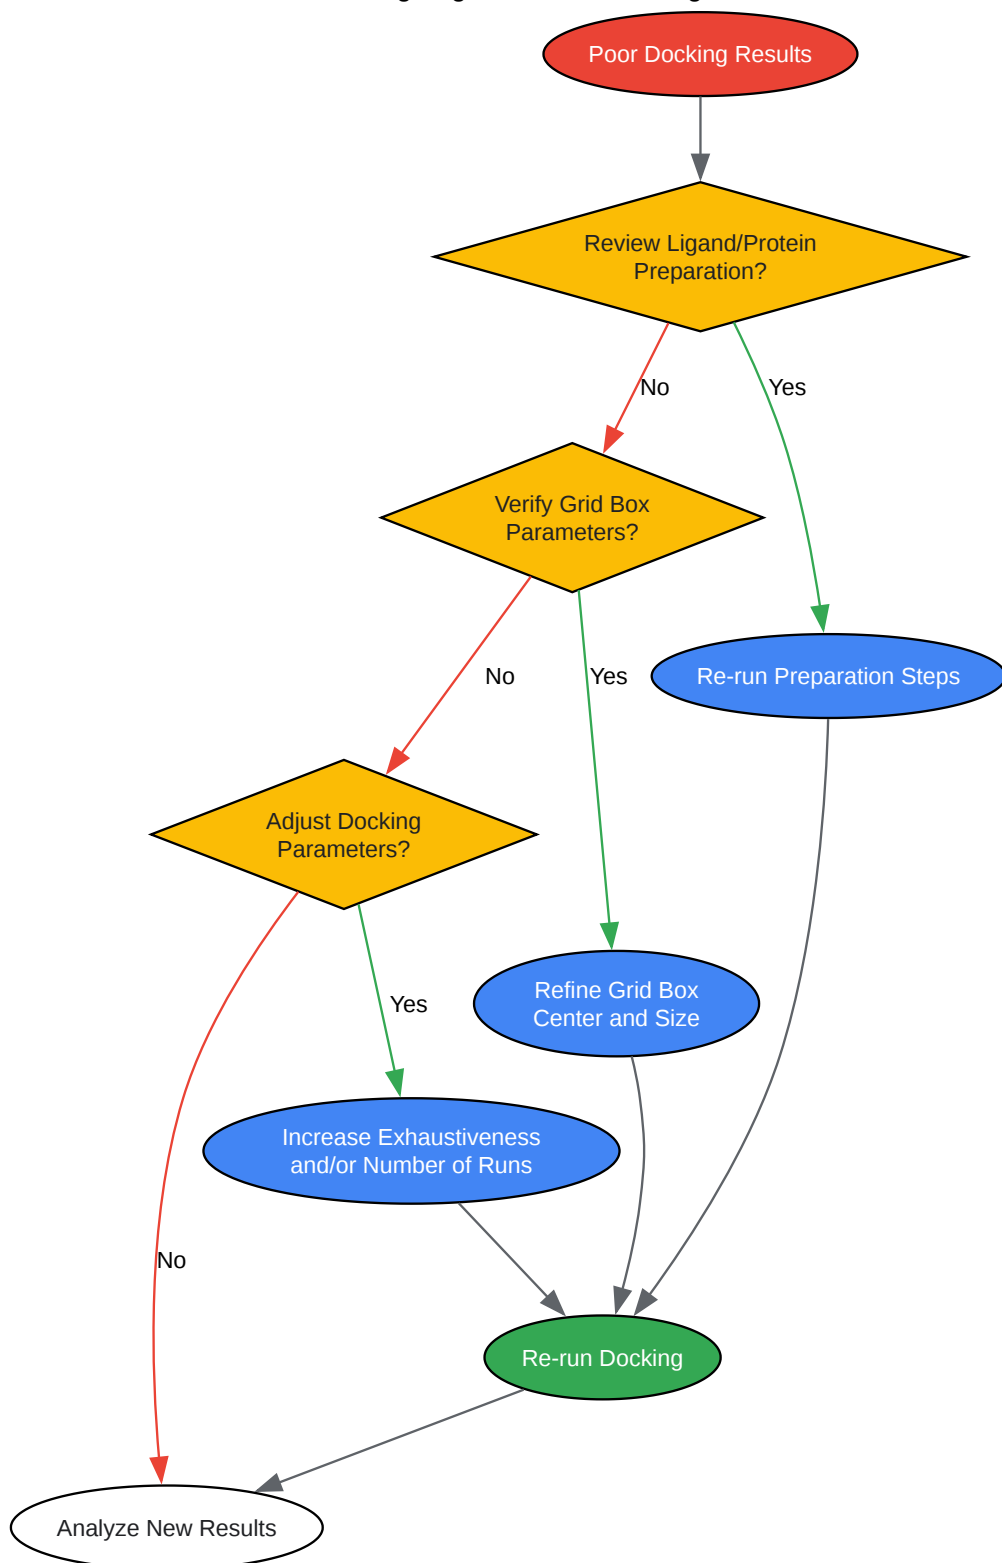 Poor Docking Results
Review Ligand/Protein
Preparation?
No
Yes
Verify Grid Box
Parameters?
No
Yes
Re-run Preparation Steps
Adjust Docking
Parameters?
Refine Grid Box
Center and Size
Yes
Increase Exhaustiveness
and/or Number of Runs
No
Re-run Docking
Analyze New Results